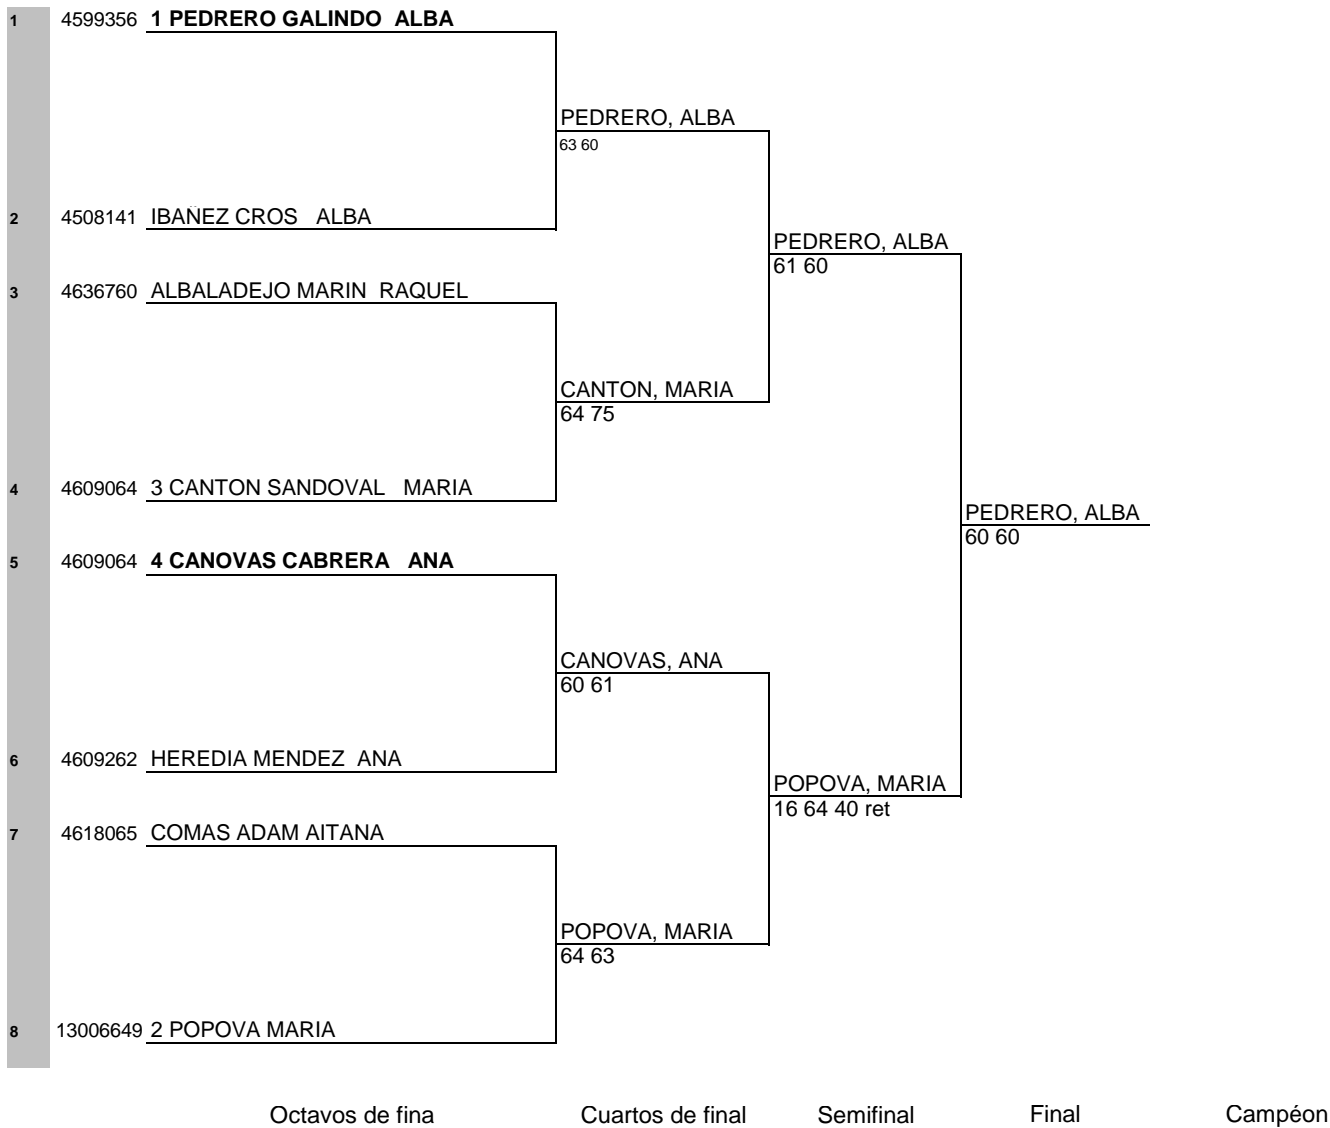 1 4599356 1 PEDRERO GALINDO ALBA
PEDRERO, ALBA
63 60
2 4508141 IBAÑEZ CROS ALBA
PEDRERO, ALBA
61 60
3 4636760 ALBALADEJO MARIN RAQUEL
CANTON, MARIA
64 75
4 4609064 3 CANTON SANDOVAL MARIA
PEDRERO, ALBA
60 60
5 4609064 4 CANOVAS CABRERA ANA
CANOVAS, ANA
60 61
6 4609262 HEREDIA MENDEZ ANA
POPOVA, MARIA
16 64 40 ret
7 4618065 COMAS ADAM AITANA
POPOVA, MARIA
64 63
8 13006649 2 POPOVA MARIA
Octavos de fina Cuartos de final Semifinal Final Campéon